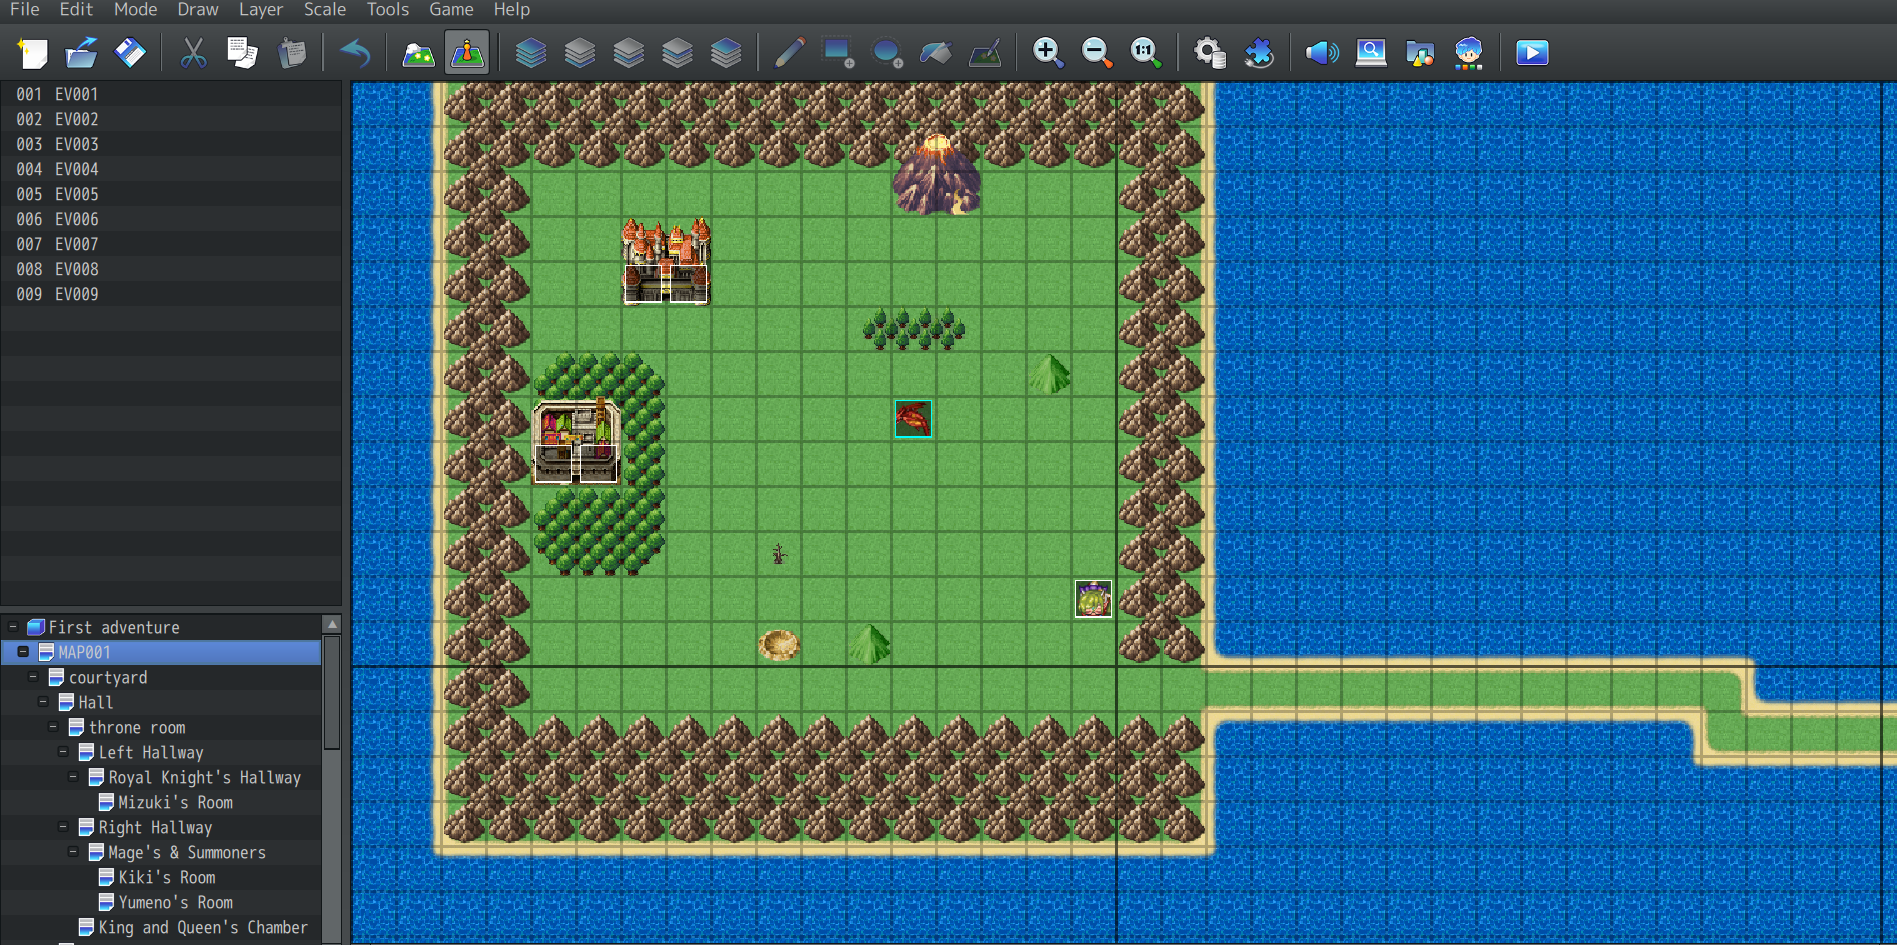 File Edit Mode Draw Layer Scale Tools Game Help
1:1
001 EV001
002 EV002
003 EV003
004 EV004
005 EV005
006 EV006
007 EV007
008 EV008
009 EV009
First adventure
MAP001
courtyard
Hall
throne room
Left Hallway
Royal Knight's Hallway
Mizuki's Room
Right Hallway
Mage's & Summoners
Kiki's Room
Yumeno's Room
King and Queen's Chamber